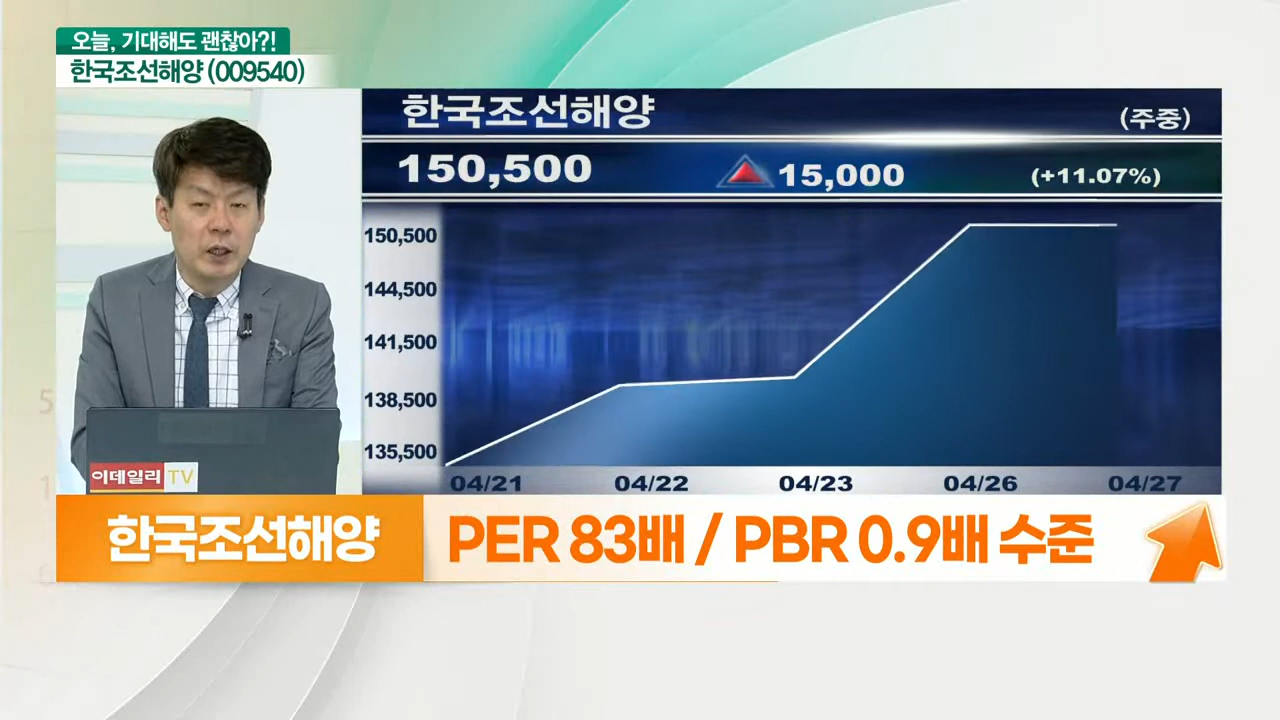 오늘, 기대해도 괜찮아?!
한국조선해양 (009540)
한국조선해양 (주중)
150,500 15,000 (+11.07%)
150,500
144,500
141,500
138,500
135,500
04/21 04/22 04/23 04/26 04/27
이데일리 TV
한국조선해양 PER 83배 / PBR 0.9배 수준